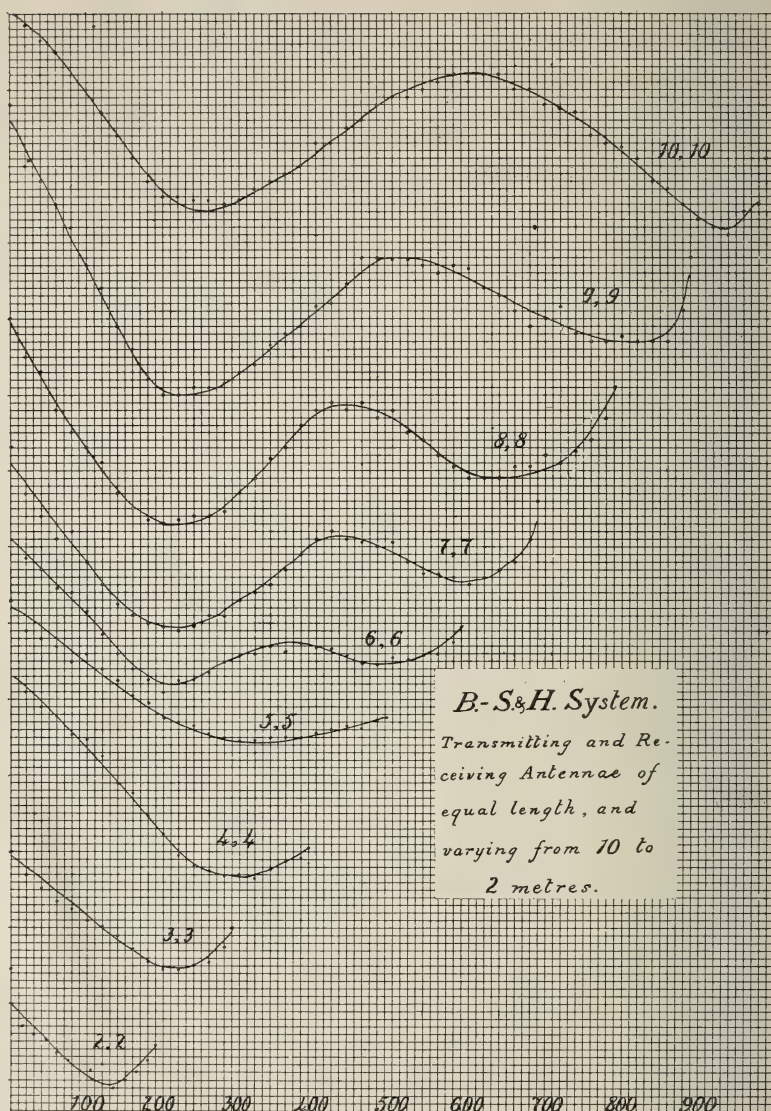 10,10
9,9
8,8
7,7
6,6
5,5
4,4
3,3
2,2
B.-S.&H. System.
Transmitting and Re-
ceiving Antennae of
equal length, and
varying from 10 to
2 metres.
100 200 300 400 500 600 700 800 900